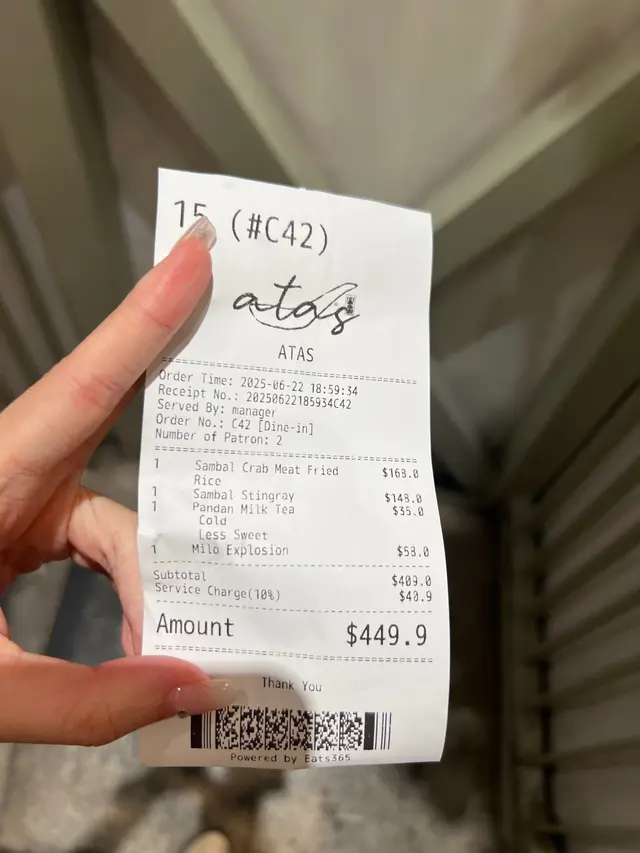 15 (#C42)
atas
ATAS
Order Time: 2025-06-22 18:59:34
Receipt No.: 20250622185934C42
Served By: manager
Order No.: C42 [Dine-in]
Number of Patron: 2
1 Sambal Crab Meat Fried Rice $168.0
1 Sambal Stingray $148.0
1 Pandan Milk Tea $35.0
Cold
Less Sweet
1 Milo Explosion $58.0
Subtotal $409.0
Service Charge(10%) $40.9
Amount $449.9
Thank You
Powered by Eats365